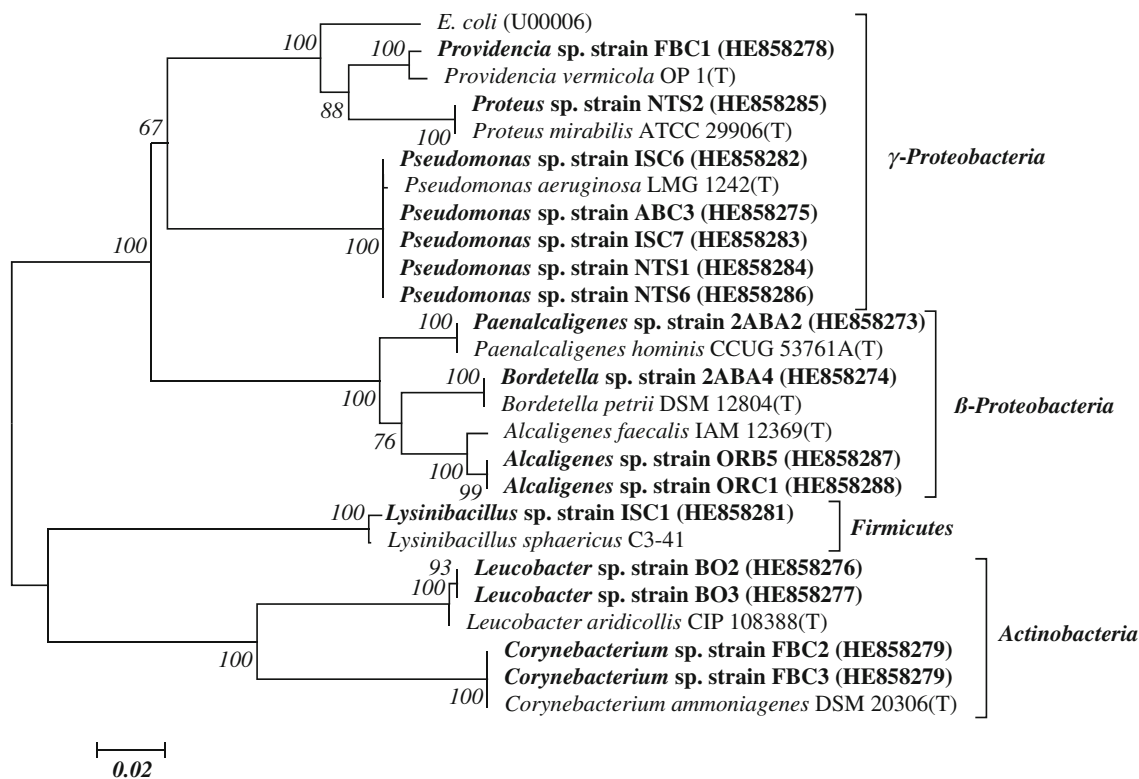 E. coli (U00006)
100
100
Providencia sp. strain FBC1 (HE858278)
Providencia vermicola OP 1(T)
88
Proteus sp. strain NTS2 (HE858285)
100
Proteus mirabilis ATCC 29906(T)
67
γ-Proteobacteria
Pseudomonas sp. strain ISC6 (HE858282)
Pseudomonas aeruginosa LMG 1242(T)
Pseudomonas sp. strain ABC3 (HE858275)
100
100
Pseudomonas sp. strain ISC7 (HE858283)
Pseudomonas sp. strain NTS1 (HE858284)
Pseudomonas sp. strain NTS6 (HE858286)
100
Paenalcaligenes sp. strain 2ABA2 (HE858273)
Paenalcaligenes hominis CCUG 53761A(T)
100
Bordetella sp. strain 2ABA4 (HE858274)
100
Bordetella petrii DSM 12804(T)
ß-Proteobacteria
76
Alcaligenes faecalis IAM 12369(T)
100
Alcaligenes sp. strain ORB5 (HE858287)
99
Alcaligenes sp. strain ORC1 (HE858288)
100
Lysinibacillus sp. strain ISC1 (HE858281)
Firmicutes
Lysinibacillus sphaericus C3-41
93
Leucobacter sp. strain BO2 (HE858276)
100
Leucobacter sp. strain BO3 (HE858277)
Leucobacter aridicollis CIP 108388(T)
Actinobacteria
100
Corynebacterium sp. strain FBC2 (HE858279)
Corynebacterium sp. strain FBC3 (HE858279)
100
Corynebacterium ammoniagenes DSM 20306(T)
0.02